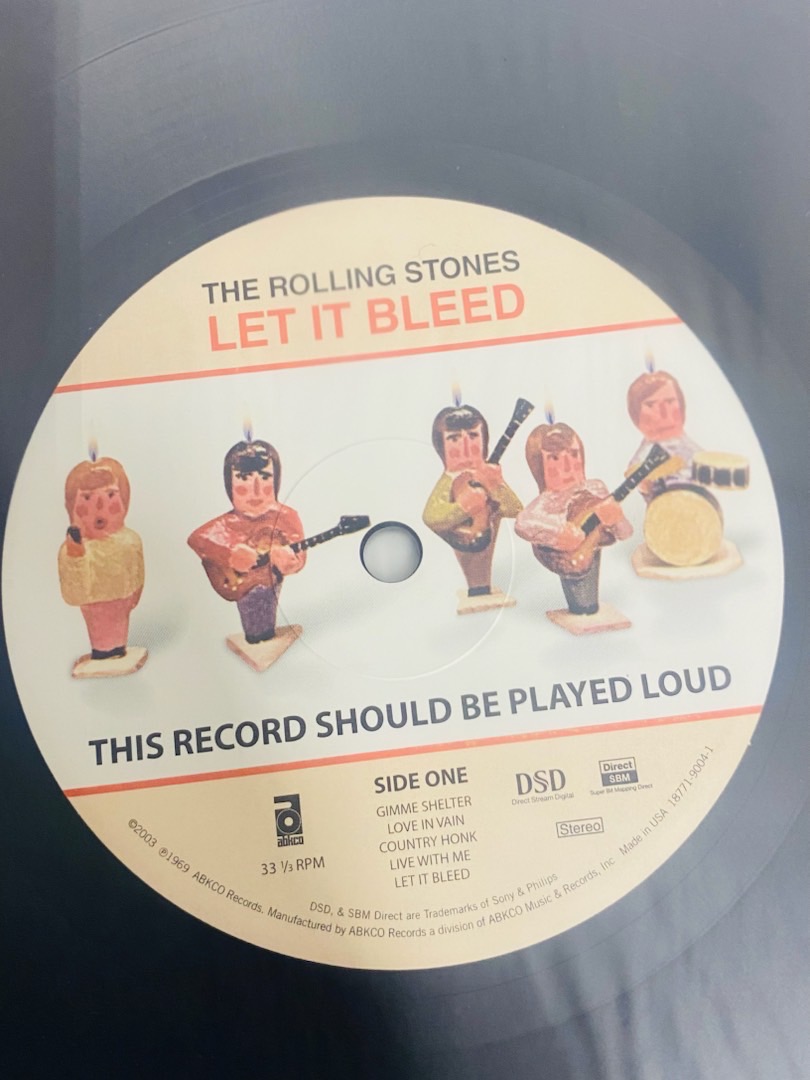 THE ROLLING STONES
LET IT BLEED
THIS RECORD SHOULD BE PLAYED LOUD
SIDE ONE
GIMME SHELTER
LOVE IN VAIN
COUNTRY HONK
LIVE WITH ME
LET IT BLEED
abkco
33 1/3 RPM
DSD
Direct Stream Digital
Direct
SBM
Super Bit Mapping Direct
Stereo
DSD, & SBM Direct are Trademarks of Sony & Philips
©2003 ℗1969 ABKCO Records. Manufactured by ABKCO Records a division of ABKCO Music & Records, Inc Made in USA 18771-9004-1